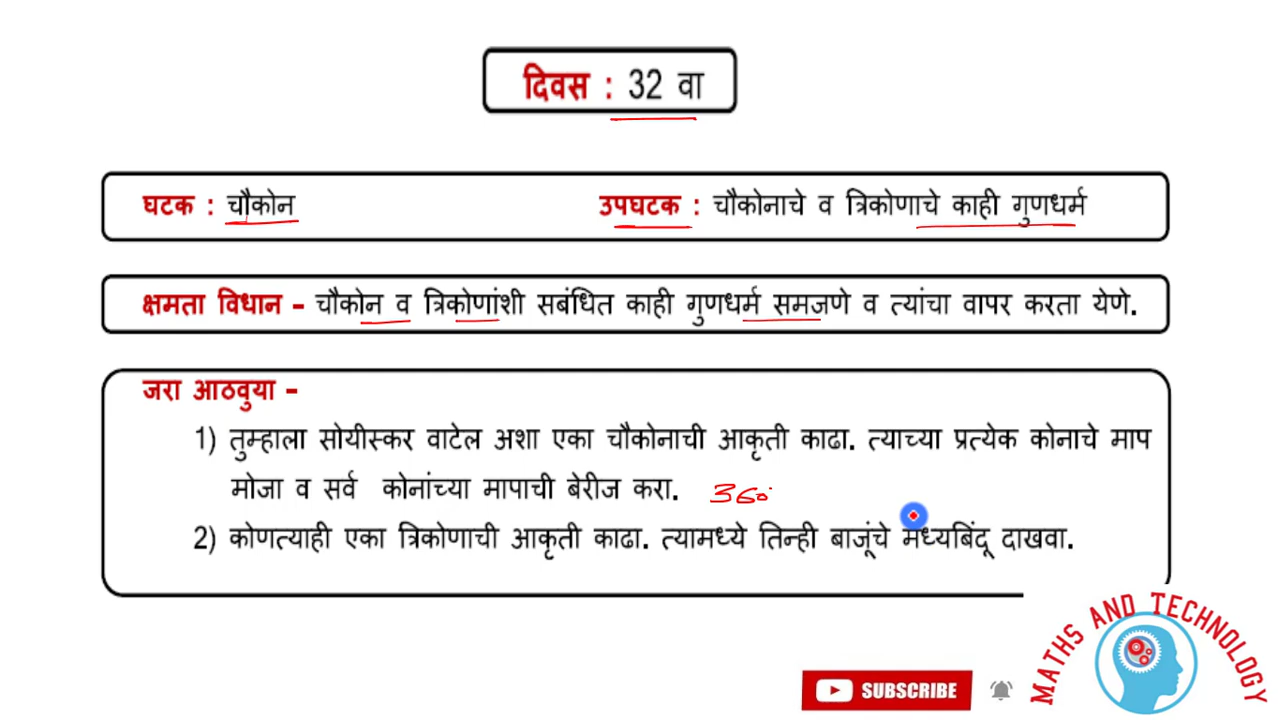 दिवस : 32 वा
घटक : चौकोन उपघटक : चौकोनाचे व त्रिकोणाचे काही गुणधर्म
क्षमता विधान - चौकोन व त्रिकोणांशी सबंधित काही गुणधर्म समजणे व त्यांचा वापर करता येणे.
जरा आठवुया -
1) तुम्हाला सोयीस्कर वाटेल अशा एका चौकोनाची आकृती काढा. त्याच्या प्रत्येक कोनाचे माप
मोजा व सर्व कोनांच्या मापाची बेरीज करा. 360
2) कोणत्याही एका त्रिकोणाची आकृती काढा. त्यामध्ये तिन्ही बाजूंचे मध्यबिंदू दाखवा.
MATHS AND TECHNOLOGY
SUBSCRIBE